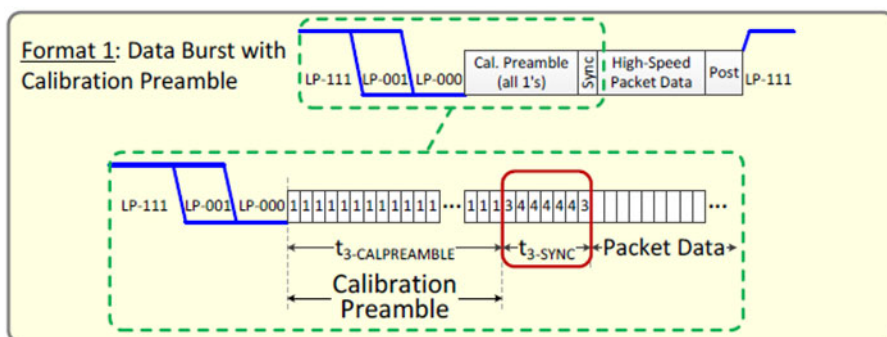 Format 1: Data Burst with
Calibration Preamble
LP-111 LP-001 LP-000 Cal. Preamble (all 1's) Sync High-Speed Packet Data Post LP-111
LP-111 LP-001 LP-000 1 1 1 1 1 1 1 1 1 1 1 ... 1 1 1 3 4 4 4 4 4 3 ...
t3-CALPREAMBLE t3-SYNC Packet Data
Calibration
Preamble